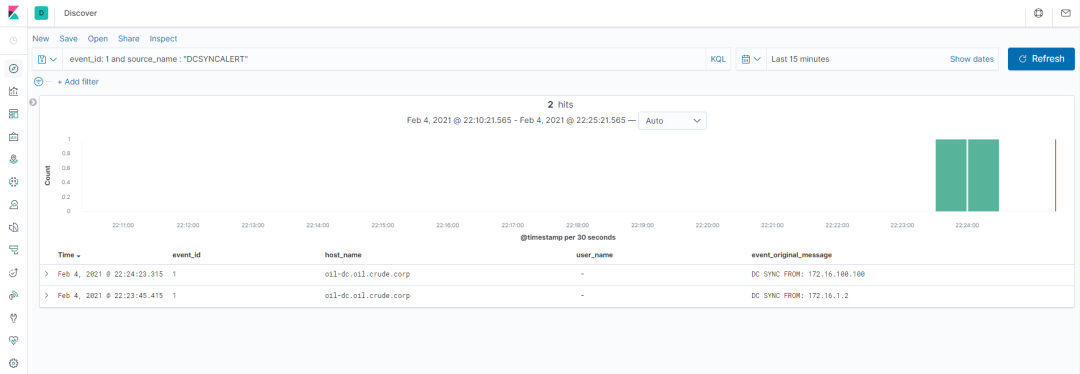 D Discover
New Save Open Share Inspect
event_id: 1 and source_name : "DCSYNCALERT" KQL Last 15 minutes Show dates Refresh
+ Add filter
2 hits
Feb 4, 2021 @ 22:10:21.565 - Feb 4, 2021 @ 22:25:21.565 — Auto
1
0.8
0.6
0.4
0.2
0
Count
22:11:00 22:12:00 22:13:00 22:14:00 22:15:00 22:16:00 22:17:00 22:18:00 22:19:00 22:20:00 22:21:00 22:22:00 22:23:00 22:24:00
@timestamp per 30 seconds
Time event_id host_name user_name event_original_message
Feb 4, 2021 @ 22:24:23.315 1 oil-dc.oil.crude.corp - DC SYNC FROM: 172.16.100.100
Feb 4, 2021 @ 22:23:45.415 1 oil-dc.oil.crude.corp - DC SYNC FROM: 172.16.1.2